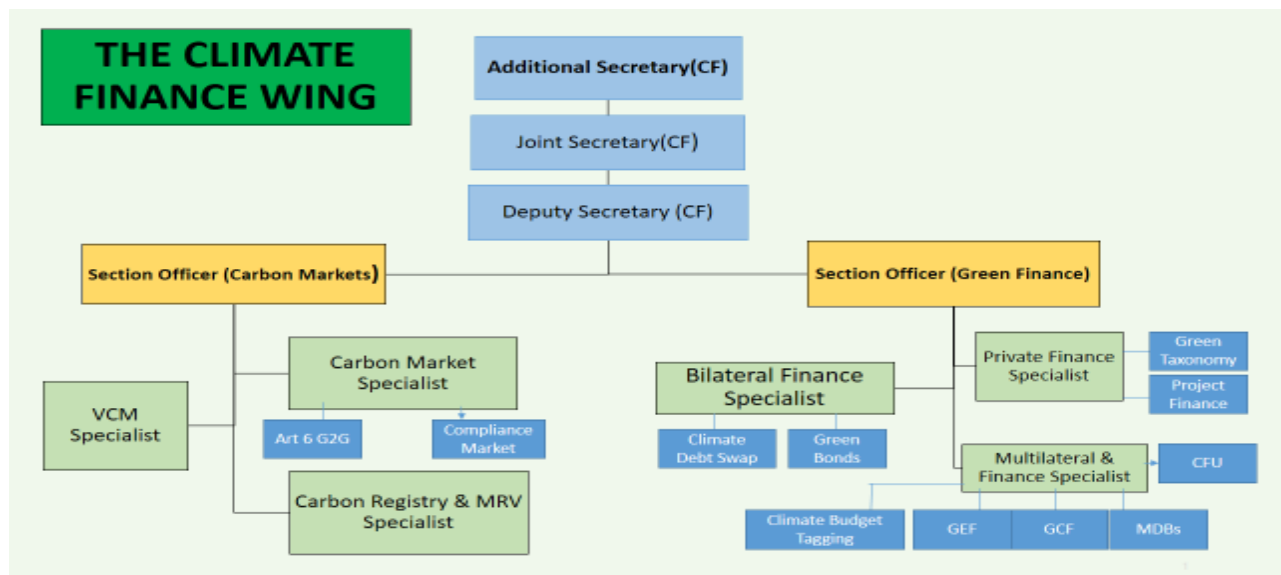 THE CLIMATE
FINANCE WING
Additional Secretary(CF)
Joint Secretary(CF)
Deputy Secretary (CF)
Section Officer (Carbon Markets)
Section Officer (Green Finance)
Carbon Market
Specialist
VCM
Specialist
Art 6 G2G
Compliance
Market
Carbon Registry & MRV
Specialist
Bilateral Finance
Specialist
Climate
Debt Swap
Green
Bonds
Private Finance
Specialist
Green
Taxonomy
Project
Finance
Multilateral &
Finance Specialist
CFU
Climate Budget
Tagging
GEF
GCF
MDBs